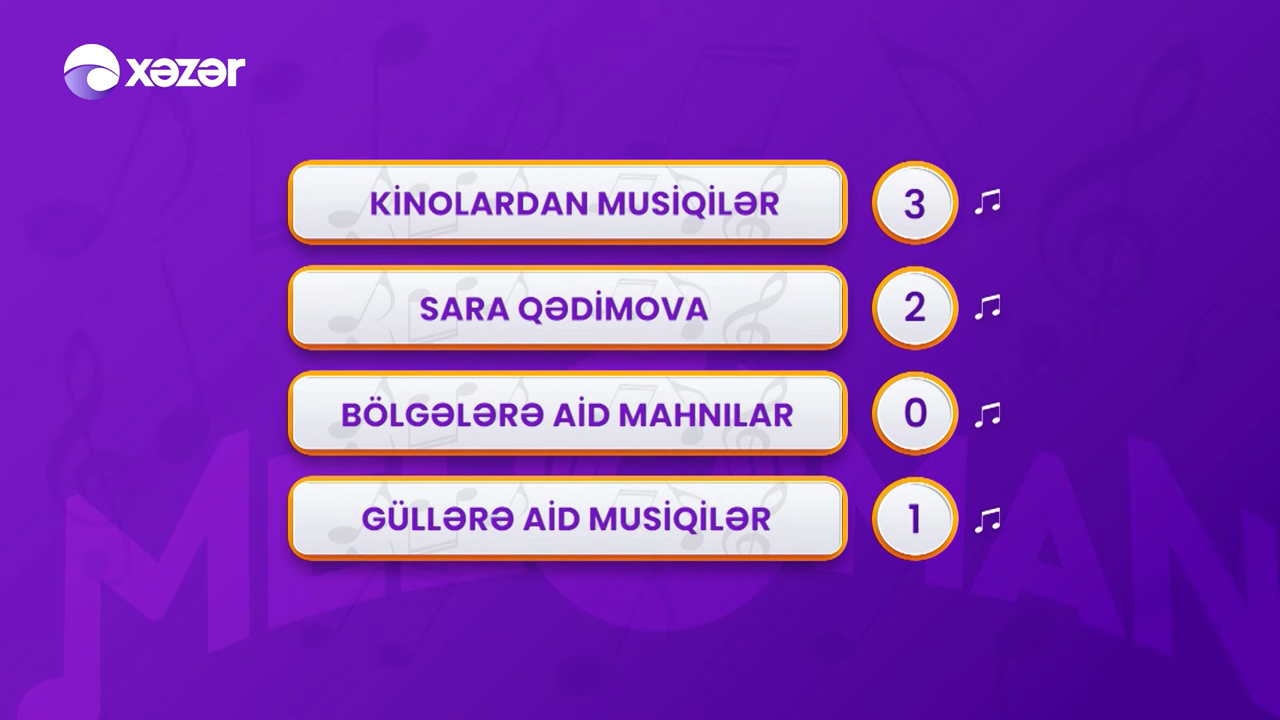 xəzər
KİNOLARDAN MUSİQİLƏR 3
SARA QƏDİMOVA 2
BÖLGƏLƏRƏ AİD MAHNILAR 0
GÜLLƏRƏ AİD MUSİQİLƏR 1
MELOMAN